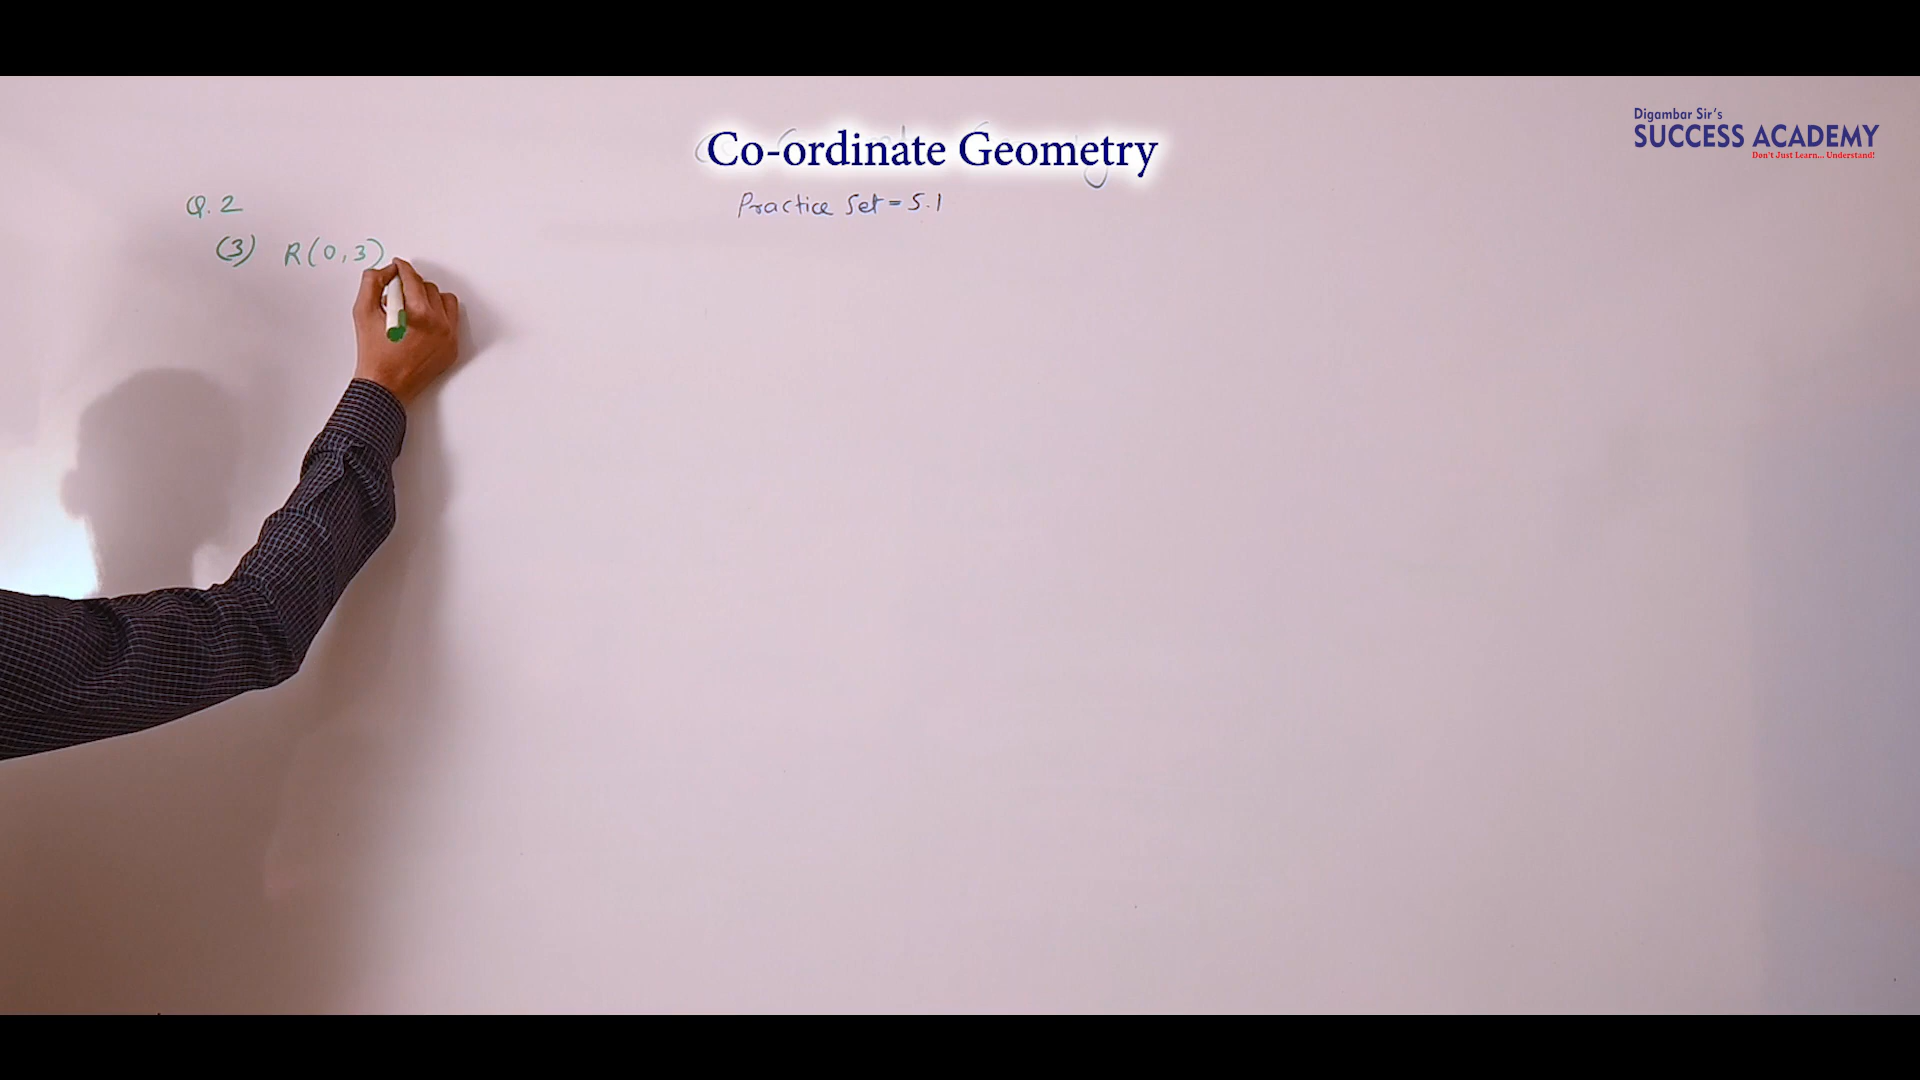 Digambar Sir's
SUCCESS ACADEMY
Don't Just Learn... Understand!
Co-ordinate Geometry
Practice Set = 5.1
Q. 2
(3) R(0,3)